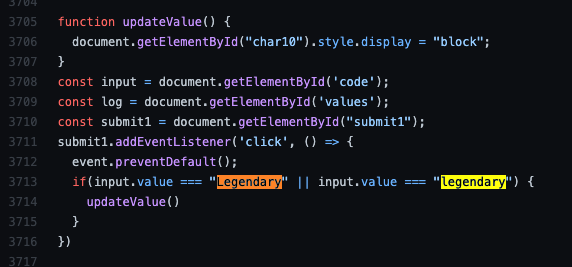 3704
3705 function updateValue() {
3706 document.getElementById("char10").style.display = "block";
3707 }
3708 const input = document.getElementById('code');
3709 const log = document.getElementById('values');
3710 const submit1 = document.getElementById("submit1");
3711 submit1.addEventListener('click', () => {
3712 event.preventDefault();
3713 if(input.value === "Legendary" || input.value === "legendary") {
3714 updateValue()
3715 }
3716 })
3717